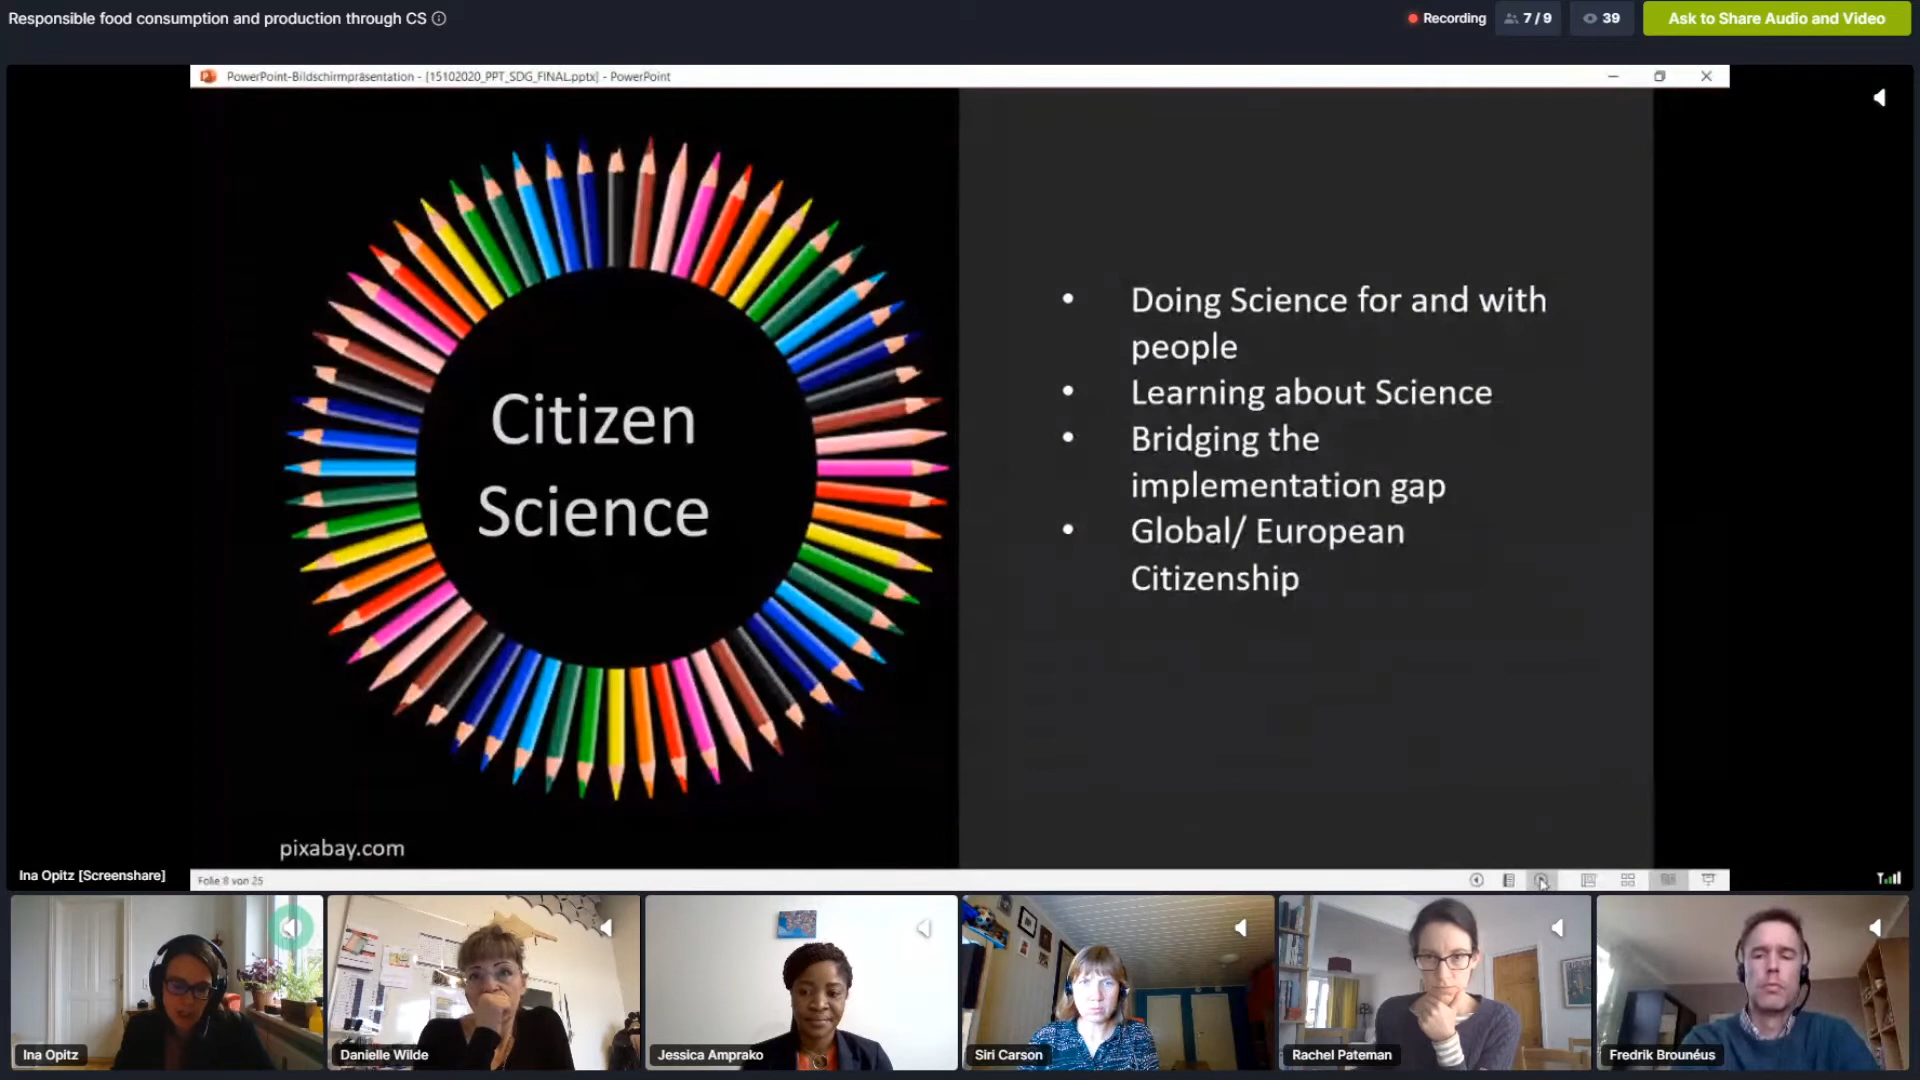 Responsible food consumption and production through CS
Recording
7 / 9
39
Ask to Share Audio and Video
PowerPoint-Bildschirmpräsentation - [15102020_PPT_SDG_FINAL.pptx] - PowerPoint
Citizen
Science
• Doing Science for and with
people
• Learning about Science
• Bridging the
implementation gap
• Global/ European
Citizenship
pixabay.com
Ina Opitz [Screenshare]
Folie 8 von 25
Ina Opitz
Danielle Wilde
Jessica Amprako
Siri Carson
Rachel Pateman
Fredrik Brounéus